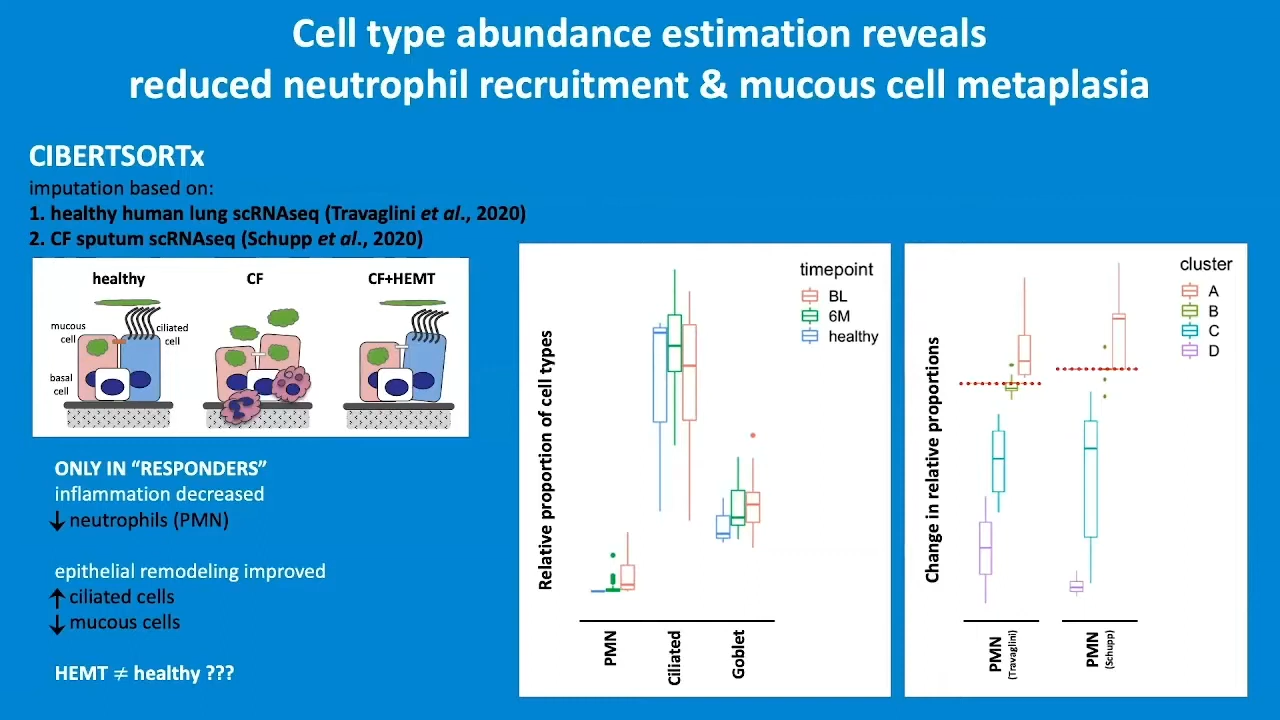 Cell type abundance estimation reveals
reduced neutrophil recruitment & mucous cell metaplasia
CIBERTSORTx
imputation based on:
1. healthy human lung scRNAseq (Travaglini et al., 2020)
2. CF sputum scRNAseq (Schupp et al., 2020)
healthy
CF
CF+HEMT
mucous
cell
ciliated
cell
basal
cell
ONLY IN “RESPONDERS”
inflammation decreased
↓ neutrophils (PMN)
epithelial remodeling improved
↑ ciliated cells
↓ mucous cells
HEMT ≠ healthy ???
Relative proportion of cell types
timepoint
BL
6M
healthy
PMN
Ciliated
Goblet
Change in relative proportions
cluster
A
B
C
D
PMN
(Travaglini)
PMN
(Schupp)